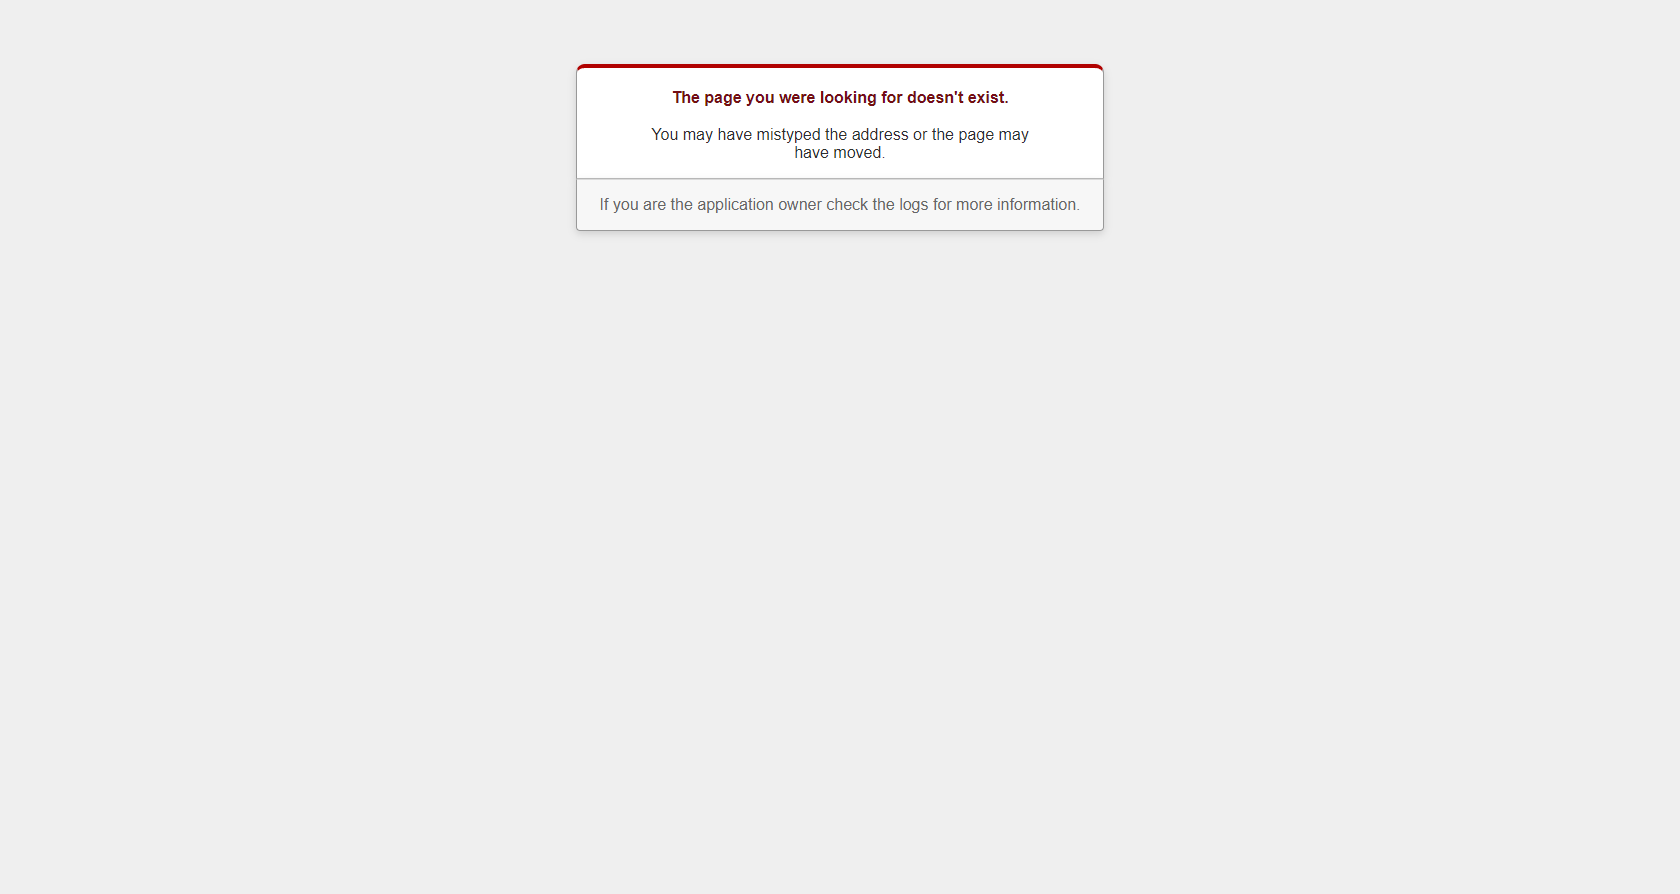 The page you were looking for doesn't exist.
You may have mistyped the address or the page may
have moved.
If you are the application owner check the logs for more information.